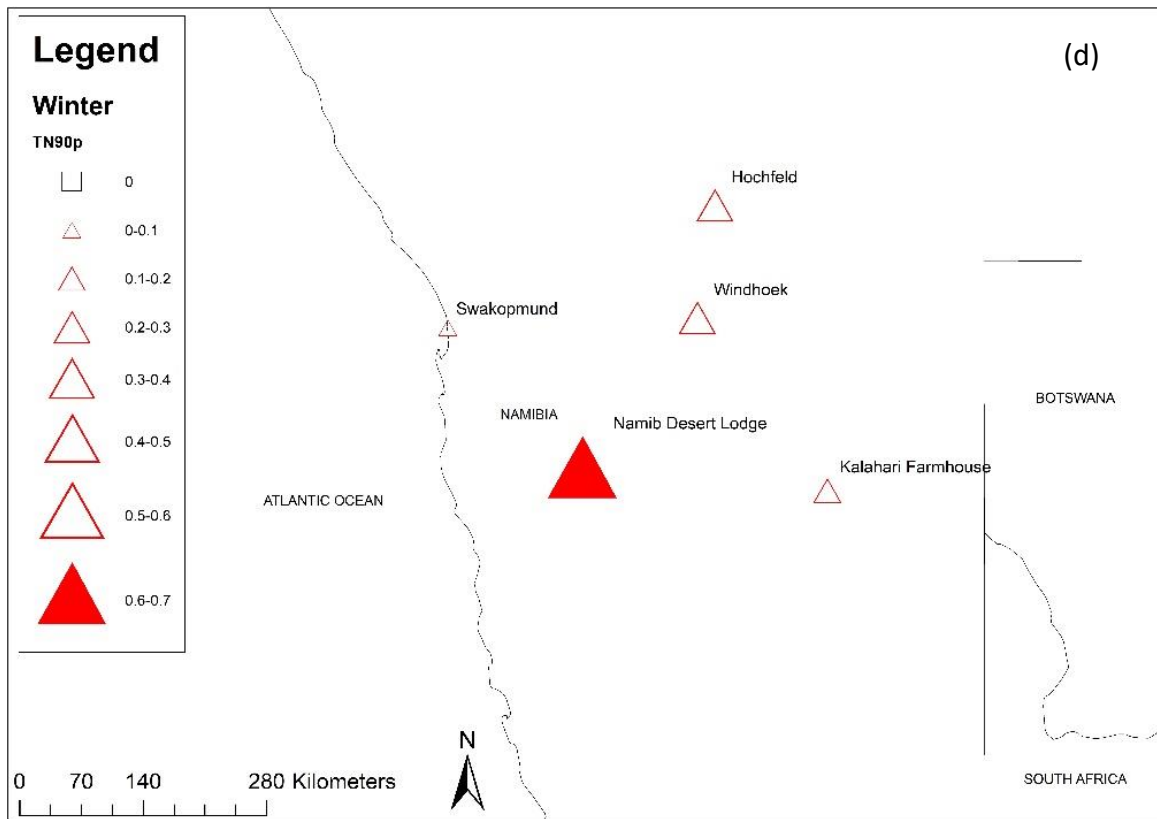 Legend
Winter
TN90p
0
0-0.1
0.1-0.2
0.2-0.3
0.3-0.4
0.4-0.5
0.5-0.6
0.6-0.7
(d)
Hochfeld
Windhoek
Swakopmund
NAMIBIA
Namib Desert Lodge
BOTSWANA
Kalahari Farmhouse
ATLANTIC OCEAN
N
0 70 140 280 Kilometers
SOUTH AFRICA